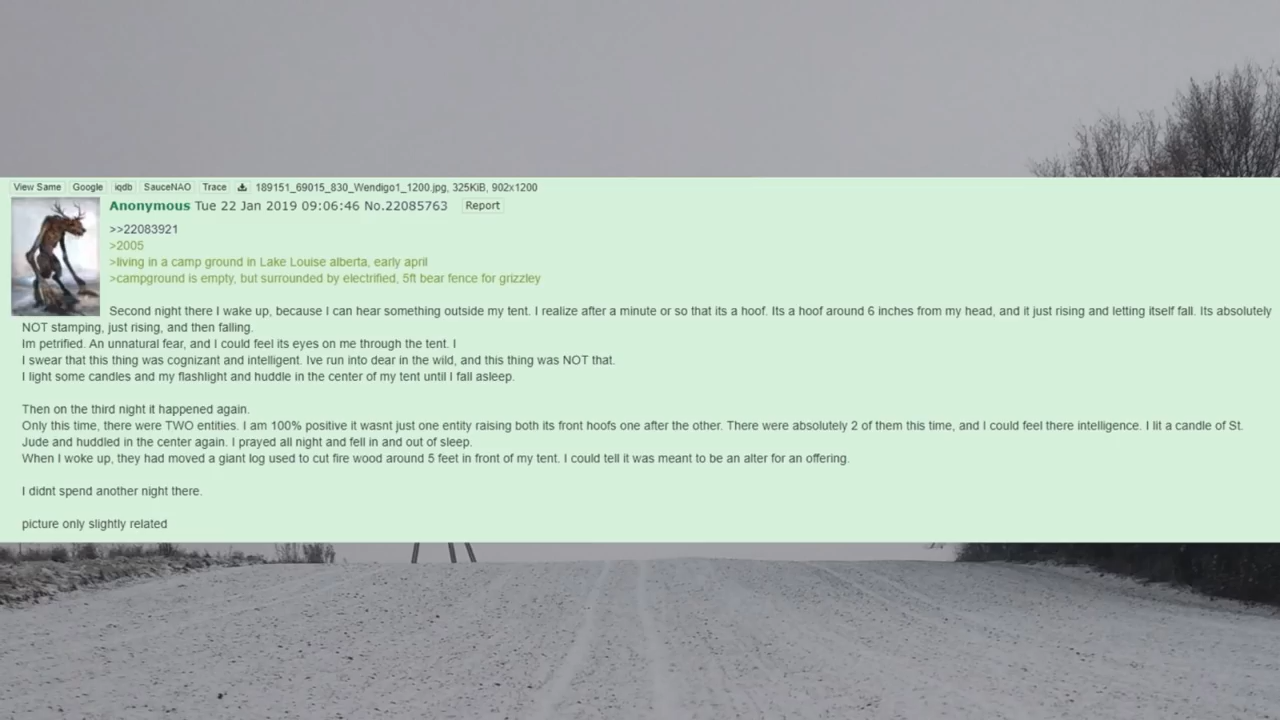 View Same Google iqdb SauceNAO Trace 189151_69015_830_Wendigo1_1200.jpg, 325KiB, 902x1200
Anonymous Tue 22 Jan 2019 09:06:46 No.22085763 Report
>>22083921
>2005
>living in a camp ground in Lake Louise alberta, early april
>campground is empty, but surrounded by electrified, 5ft bear fence for grizzley
Second night there I wake up, because I can hear something outside my tent. I realize after a minute or so that its a hoof. Its a hoof around 6 inches from my head, and it just rising and letting itself fall. Its absolutely
NOT stamping, just rising, and then falling.
Im petrified. An unnatural fear, and I could feel its eyes on me through the tent. I
I swear that this thing was cognizant and intelligent. Ive run into dear in the wild, and this thing was NOT that.
I light some candles and my flashlight and huddle in the center of my tent until I fall asleep.
Then on the third night it happened again.
Only this time, there were TWO entities. I am 100% positive it wasnt just one entity raising both its front hoofs one after the other. There were absolutely 2 of them this time, and I could feel there intelligence. I lit a candle of St.
Jude and huddled in the center again. I prayed all night and fell in and out of sleep.
When I woke up, they had moved a giant log used to cut fire wood around 5 feet in front of my tent. I could tell it was meant to be an alter for an offering.
I didnt spend another night there.
picture only slightly related